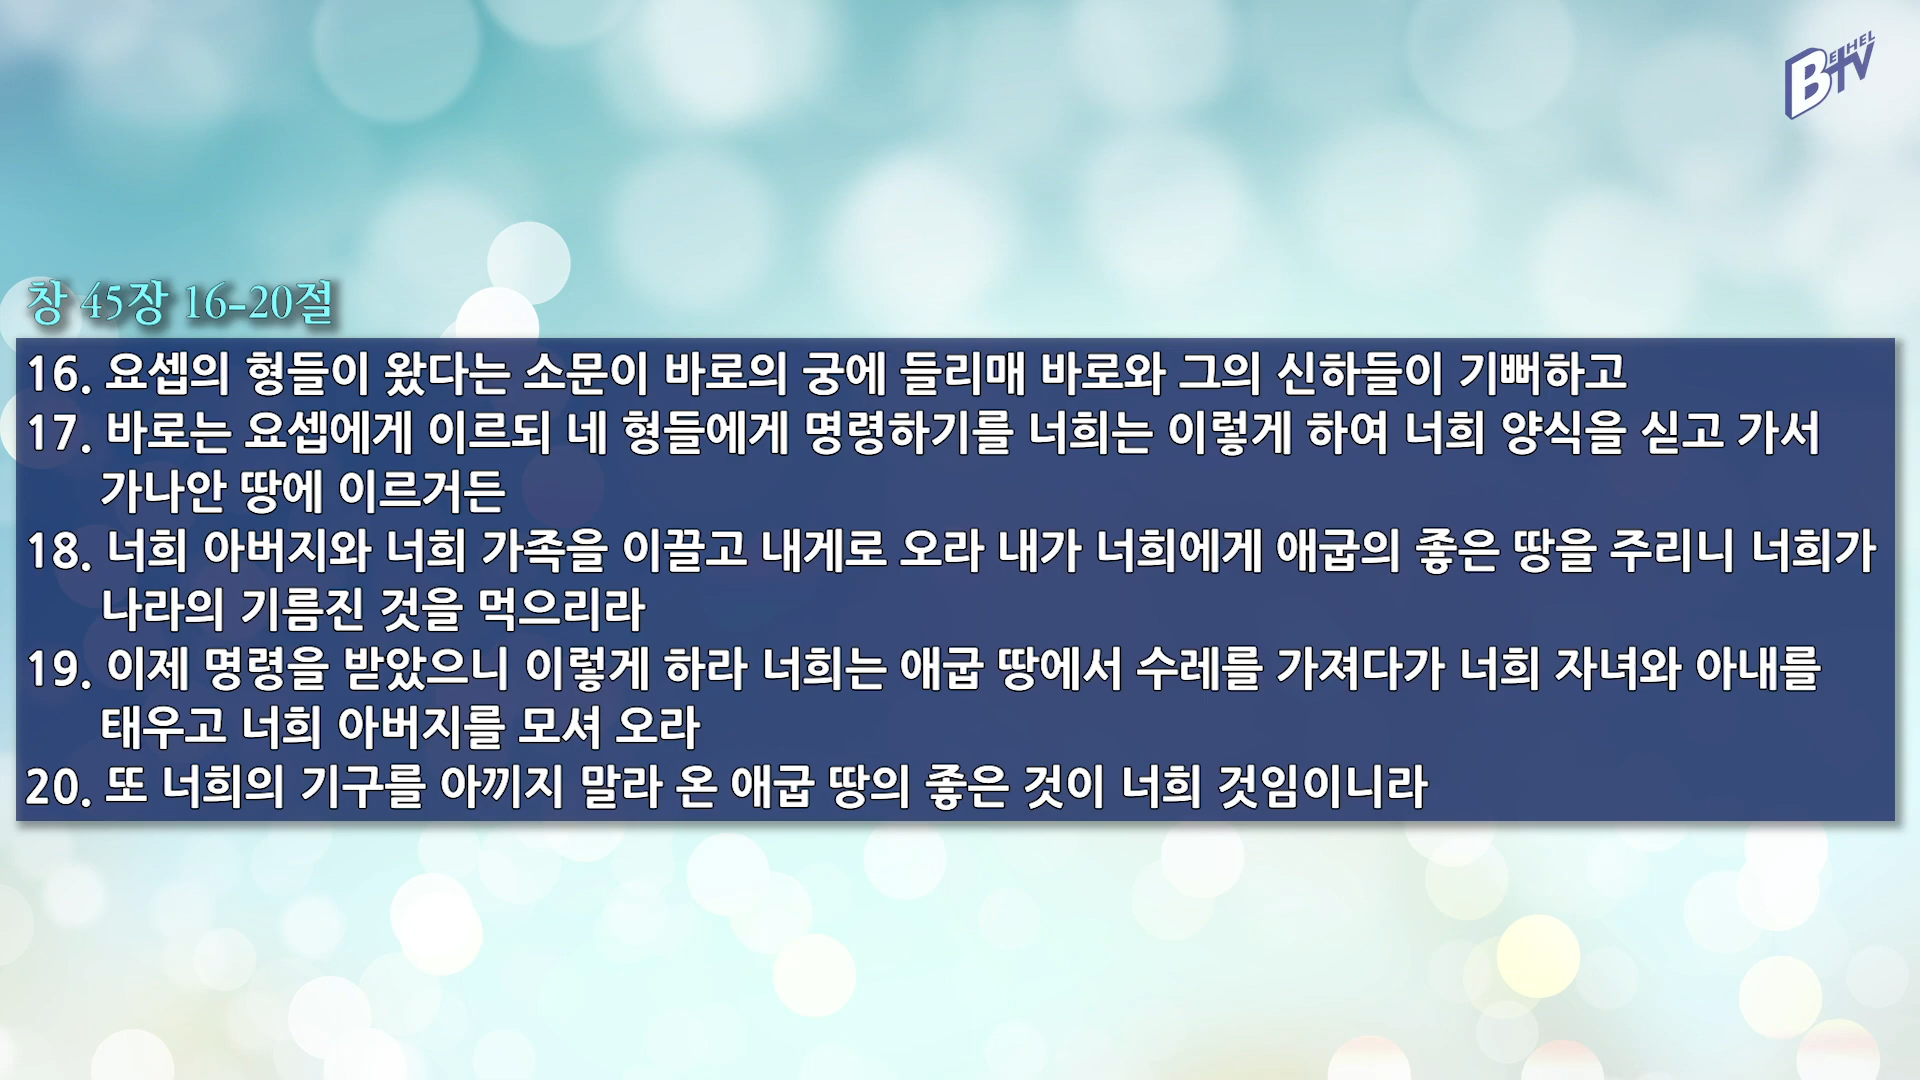 BETHEL TV
창 45장 16-20절
16. 요셉의 형들이 왔다는 소문이 바로의 궁에 들리매 바로와 그의 신하들이 기뻐하고
17. 바로는 요셉에게 이르되 네 형들에게 명령하기를 너희는 이렇게 하여 너희 양식을 싣고 가서
가나안 땅에 이르거든
18. 너희 아버지와 너희 가족을 이끌고 내게로 오라 내가 너희에게 애굽의 좋은 땅을 주리니 너희가
나라의 기름진 것을 먹으리라
19. 이제 명령을 받았으니 이렇게 하라 너희는 애굽 땅에서 수레를 가져다가 너희 자녀와 아내를
태우고 너희 아버지를 모셔 오라
20. 또 너희의 기구를 아끼지 말라 온 애굽 땅의 좋은 것이 너희 것임이니라